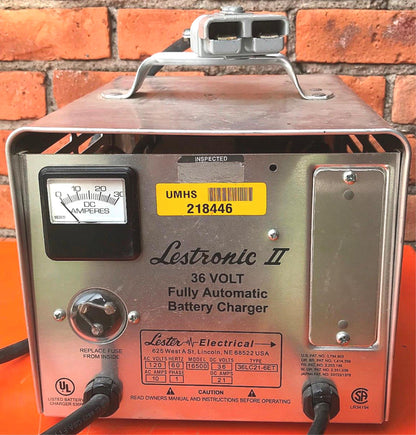 INSPECTED
0 10 20 30
DC
AMPERES
UMHS
218446
Lestronic II
36 VOLT
Fully Automatic
Battery Charger
REPLACE FUSE
FROM INSIDE
Lester Electrical
625 West A St. Lincoln, NE 68522 USA
AC VOLTS HERTZ MODEL DC VOLTS TYPE
120 60 16500 36 36LC21-8ET
AC AMPS PHASE DC AMPS
10 1 21
CAUTION
READ OWNERS MANUAL AND INSTRUCTIONS BEFORE OPERATING
UL
LISTED BATTERY
CHARGER
SA
LR34194